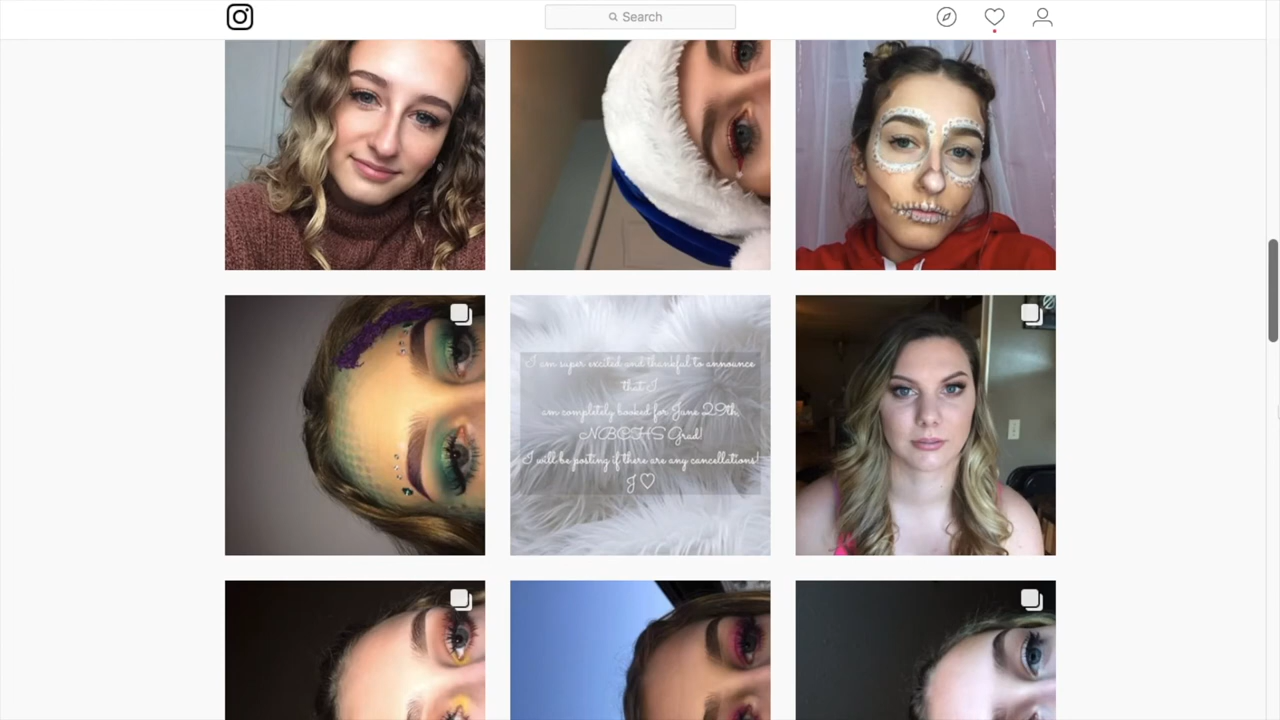 Search
I am super excited and thankful to announce
that I
am completely booked for June 29th,
NBCHS Grad!
I will be posting if there are any cancellations!
J ♡